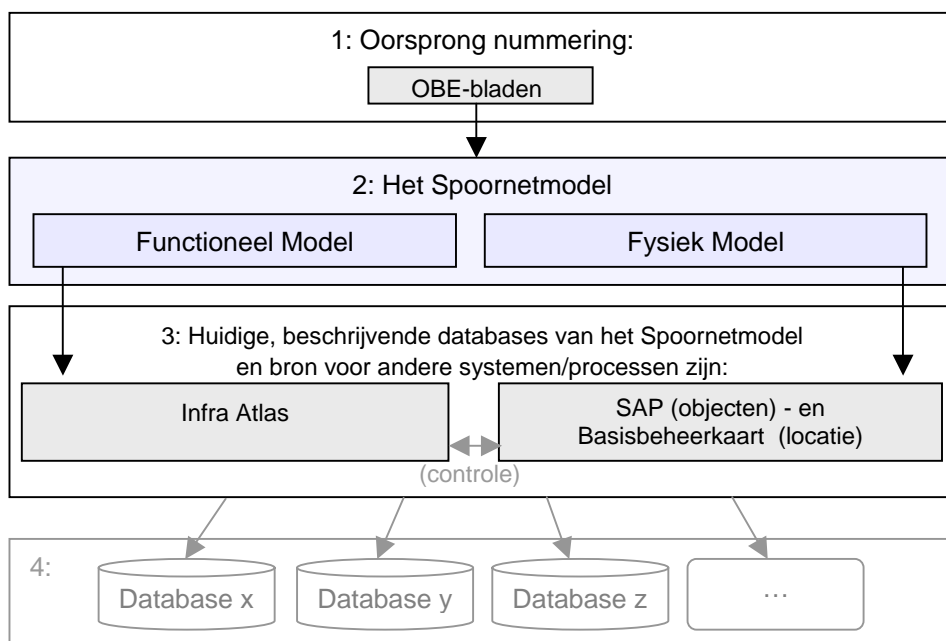 1: Oorsprong nummering:
OBE-bladen
2: Het Spoornetmodel
Functioneel Model
Fysiek Model
3: Huidige, beschrijvende databases van het Spoornetmodel
en bron voor andere systemen/processen zijn:
Infra Atlas
SAP (objecten) - en
Basisbeheerkaart (locatie)
(controle)
4:
Database x
Database y
Database z
…